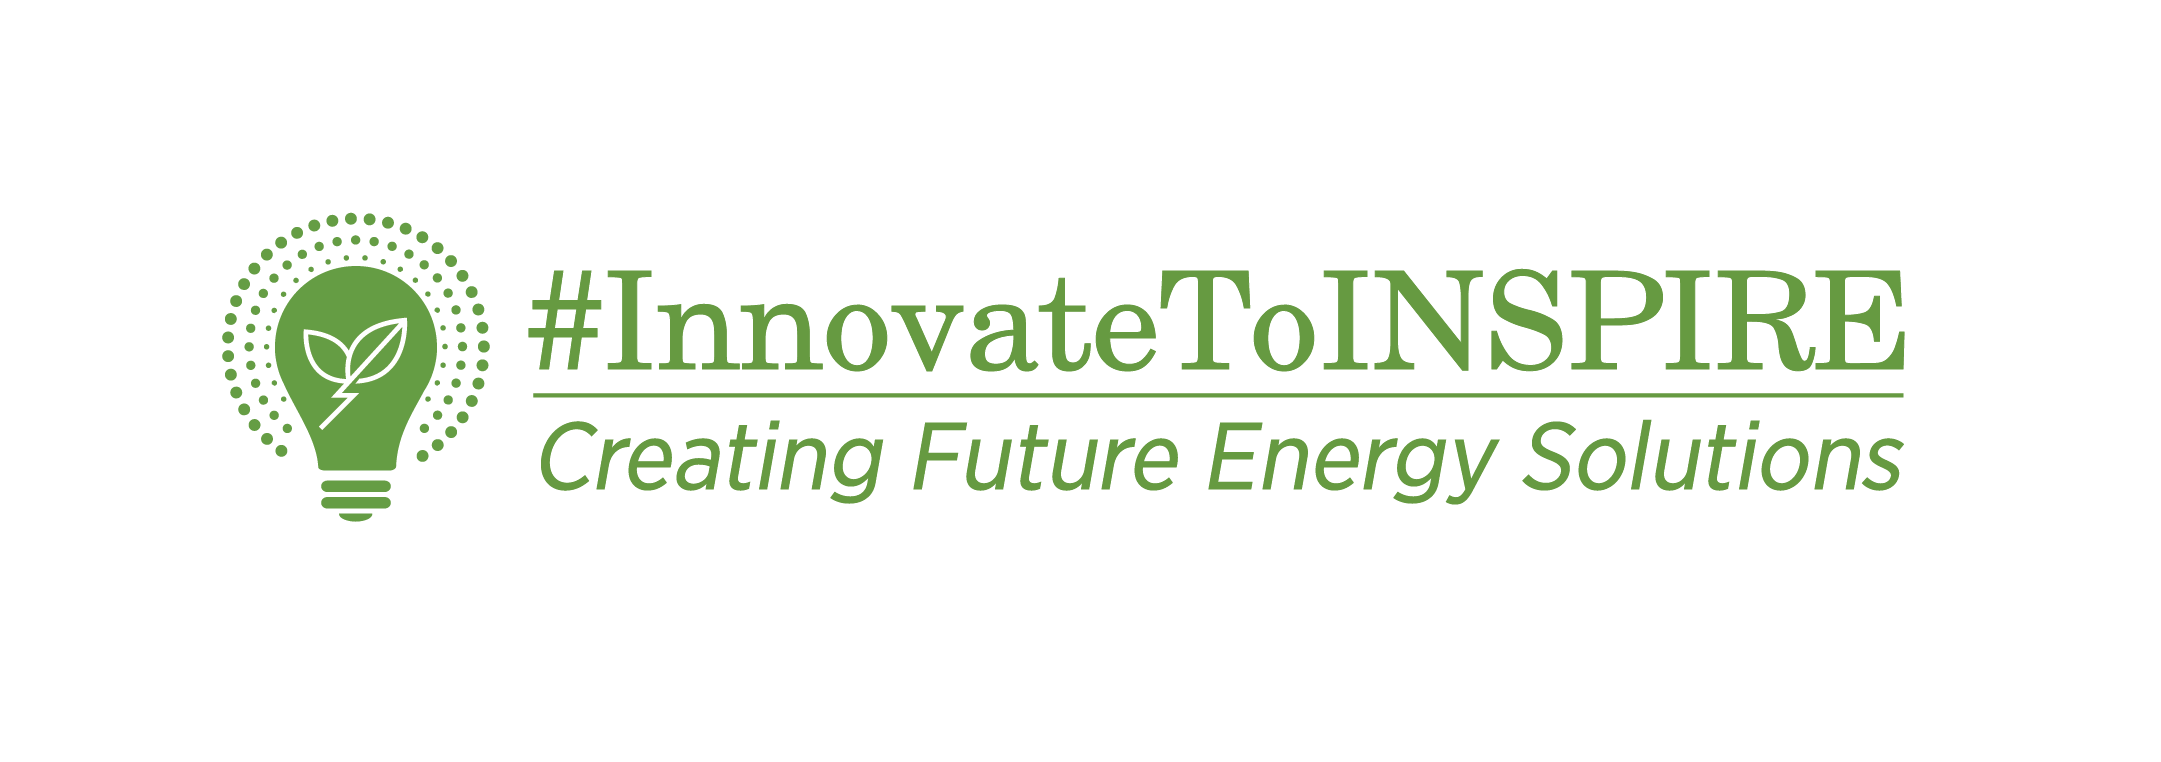 #InnovateToINSPIRE
Creating Future Energy Solutions